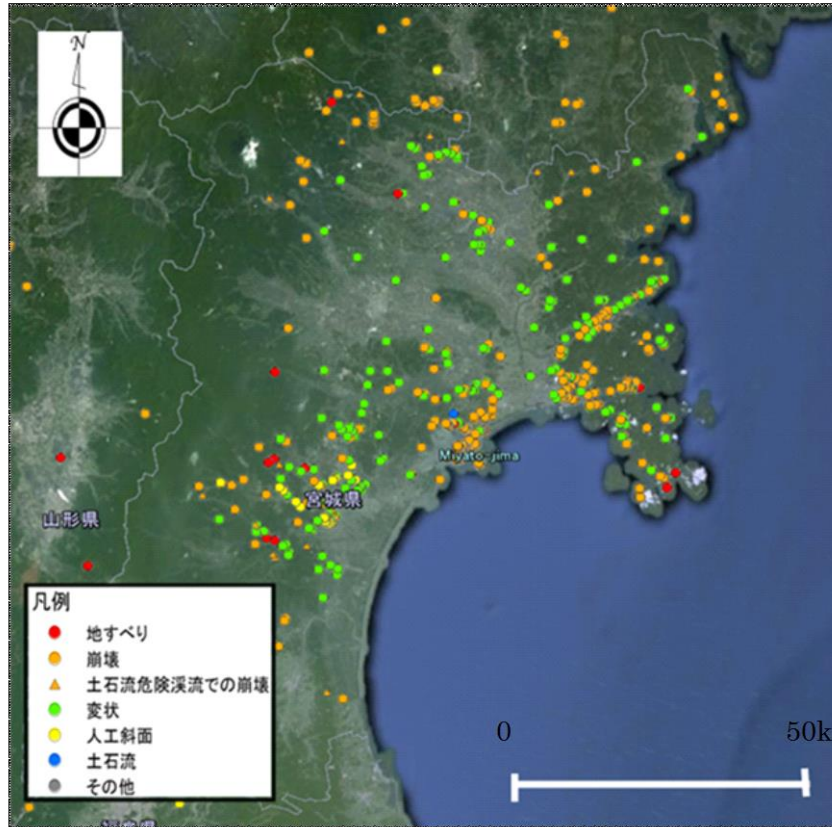 N
Miyato-jima
宮城県
山形県
凡例
地すべり
崩壊
土石流危険渓流での崩壊
変状
人工斜面
土石流
その他
0
50k